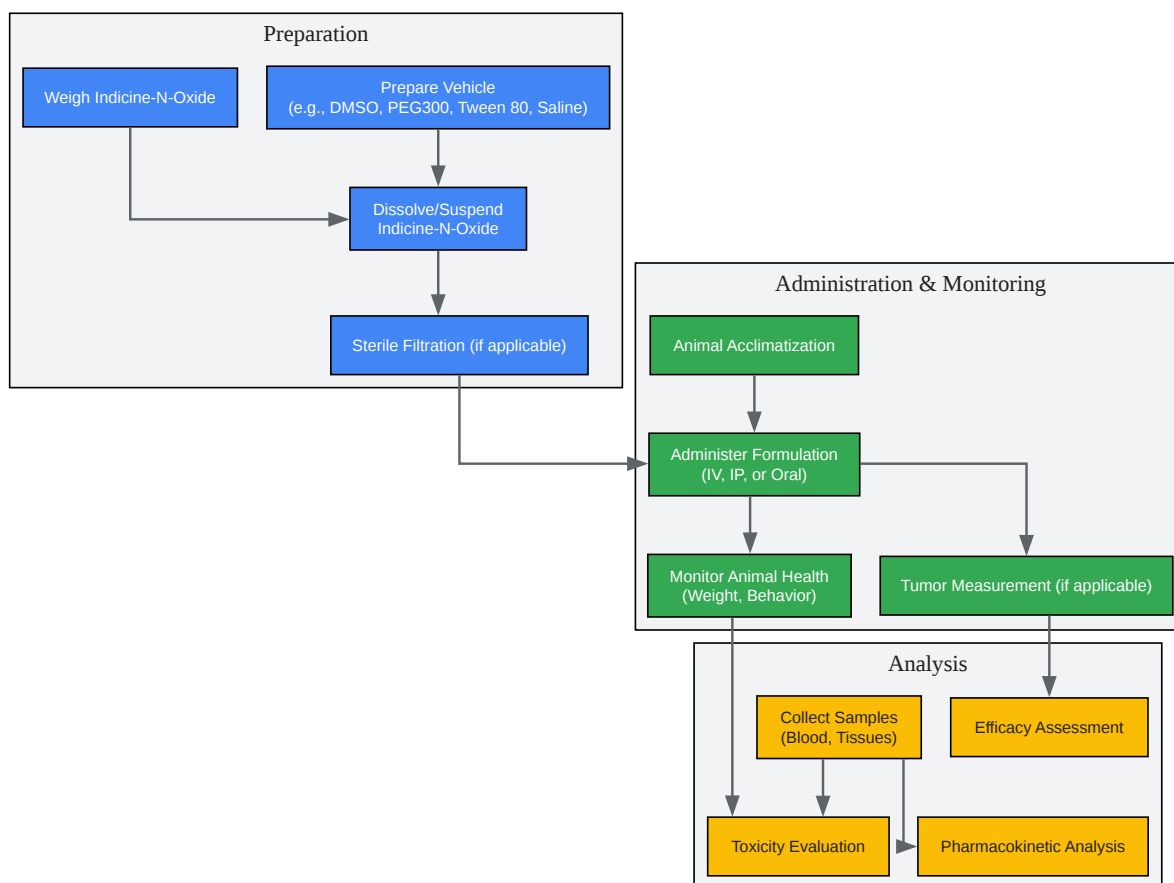 Preparation
Weigh Indicine-N-Oxide
Prepare Vehicle
(e.g., DMSO, PEG300, Tween 80, Saline)
Dissolve/Suspend
Indicine-N-Oxide
Sterile Filtration (if applicable)
Administration & Monitoring
Animal Acclimatization
Administer Formulation
(IV, IP, or Oral)
Monitor Animal Health
(Weight, Behavior)
Tumor Measurement (if applicable)
Analysis
Collect Samples
(Blood, Tissues)
Efficacy Assessment
Toxicity Evaluation
Pharmacokinetic Analysis